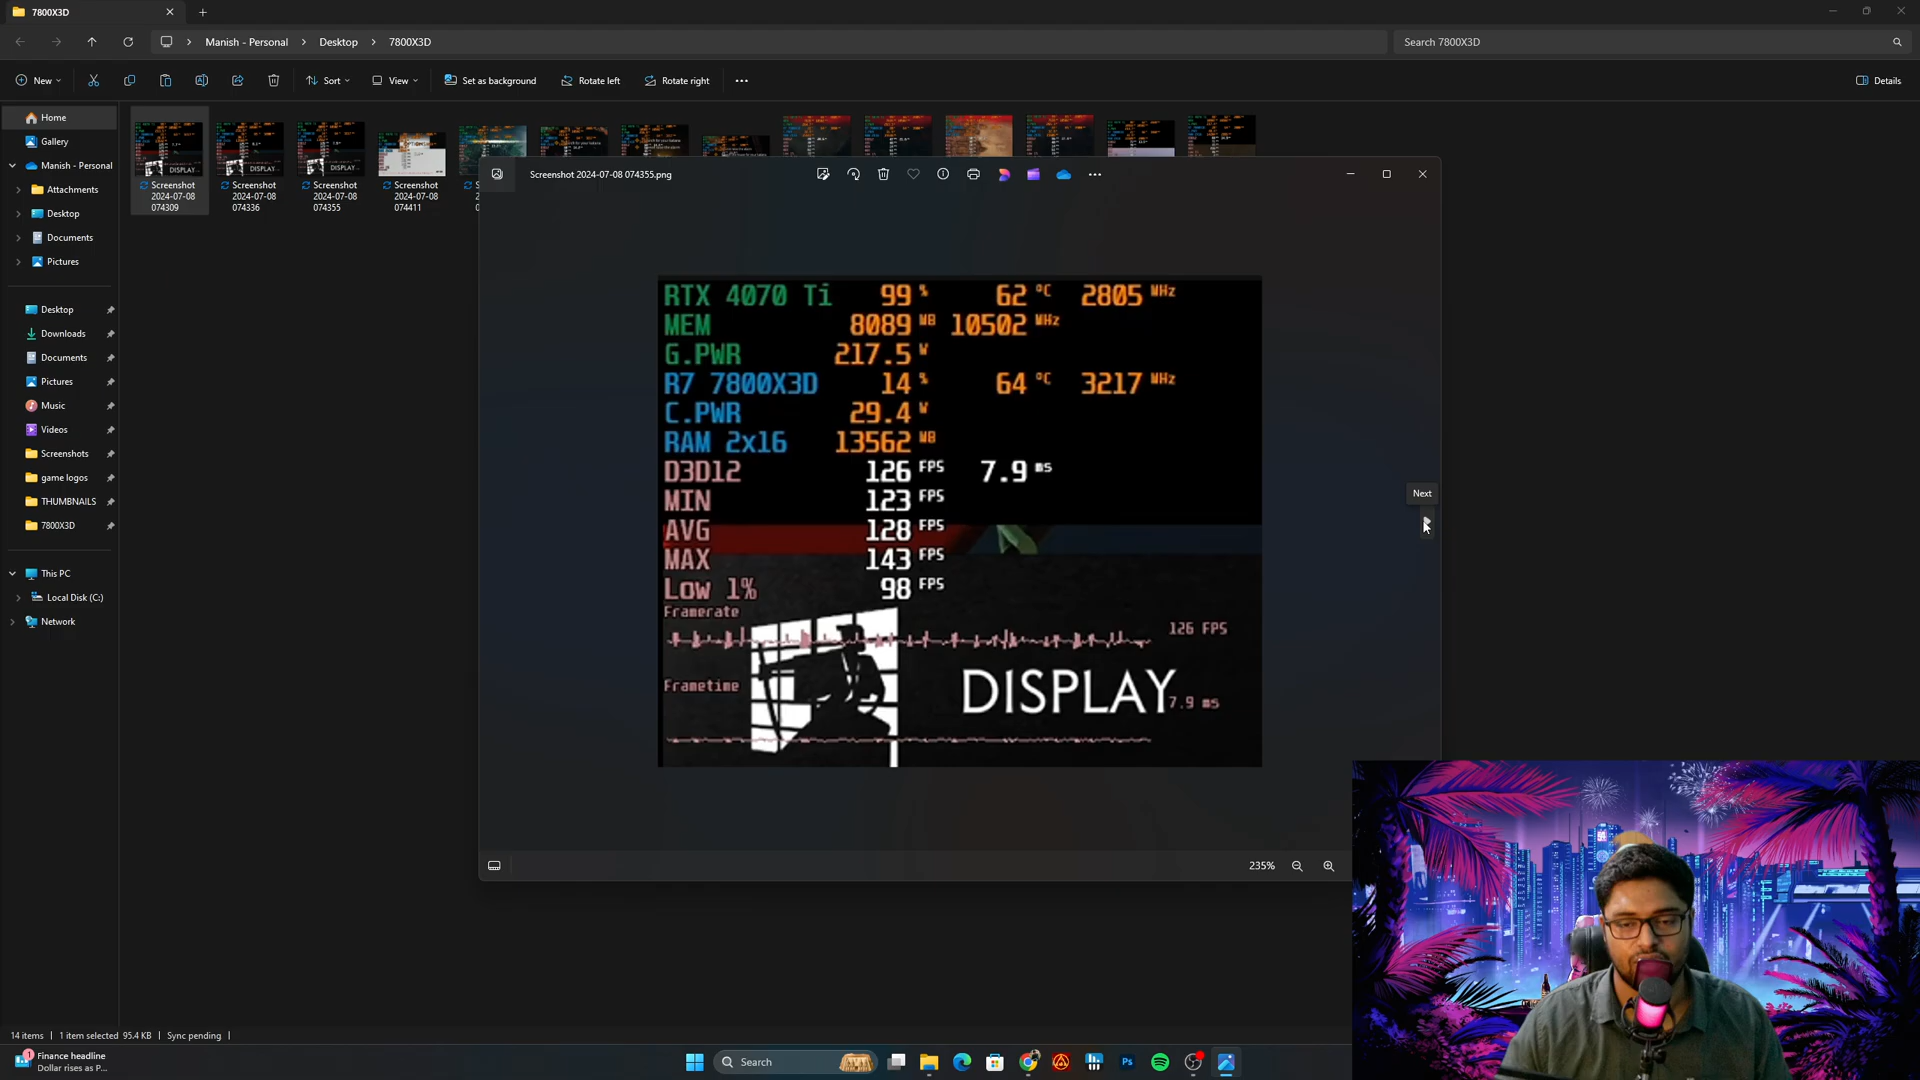 7800X3D
Manish - Personal
Desktop
7800X3D
Search 7800X3D
New
Sort
View
Set as background
Rotate left
Rotate right
Details
Home
Gallery
Manish - Personal
Attachments
Desktop
Documents
Pictures
Desktop
Downloads
Documents
Pictures
Music
Videos
Screenshots
game logos
THUMBNAILS
7800X3D
This PC
Local Disk (C:)
Network
Screenshot
2024-07-08
074309
Screenshot
2024-07-08
074336
Screenshot
2024-07-08
074355
Screenshot
2024-07-08
074411
Screenshot 2024-07-08 074355.png
RTX 4070 Ti 99 % 62 °C 2805 MHz
MEM 8089 MB 10502 MHz
G.PWR 217.5 W
R7 7800X3D 14 % 64 °C 3217 MHz
C.PWR 29.4 W
RAM 2x16 13562 MB
D3D12 126 FPS 7.9 ms
MIN 123 FPS
AVG 128 FPS
MAX 143 FPS
Low 1% 98 FPS
Framerate
126 FPS
Frametime
DISPLAY
7.9 ms
Next
235%
14 items
1 item selected 95.4 KB
Sync pending
1
Finance headline
Dollar rises as P...
Search
Ps